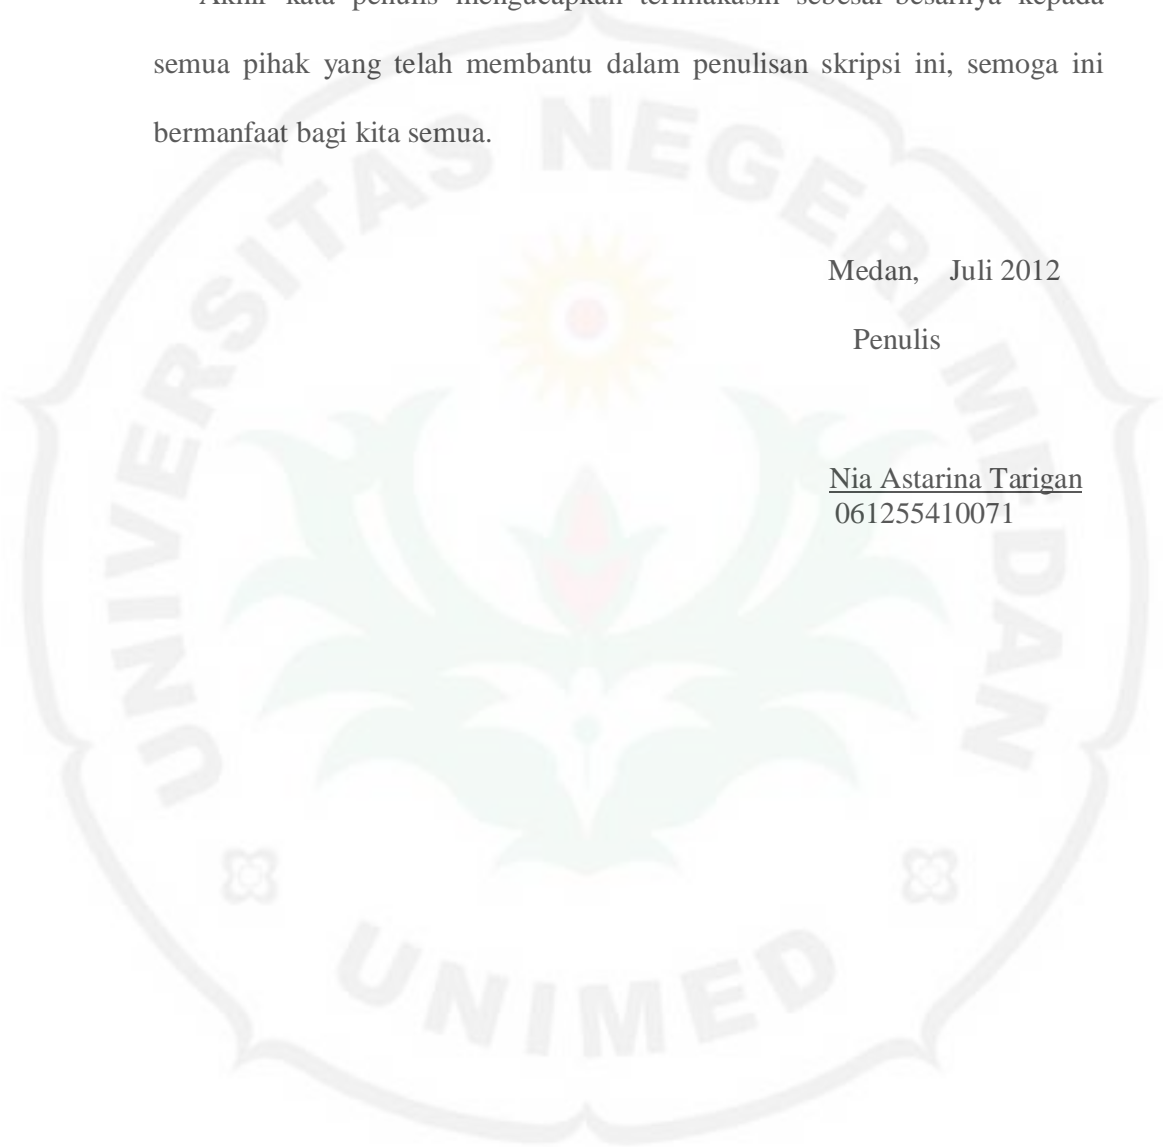 Akhir kata penulis mengucapkan terimakasih sebesar-besarnya kepada
semua pihak yang telah membantu dalam penulisan skripsi ini, semoga ini
bermanfaat bagi kita semua.
Medan, Juli 2012
Penulis
Nia Astarina Tarigan
061255410071
UNIVERSITAS NEGERI MEDAN
UNIMED